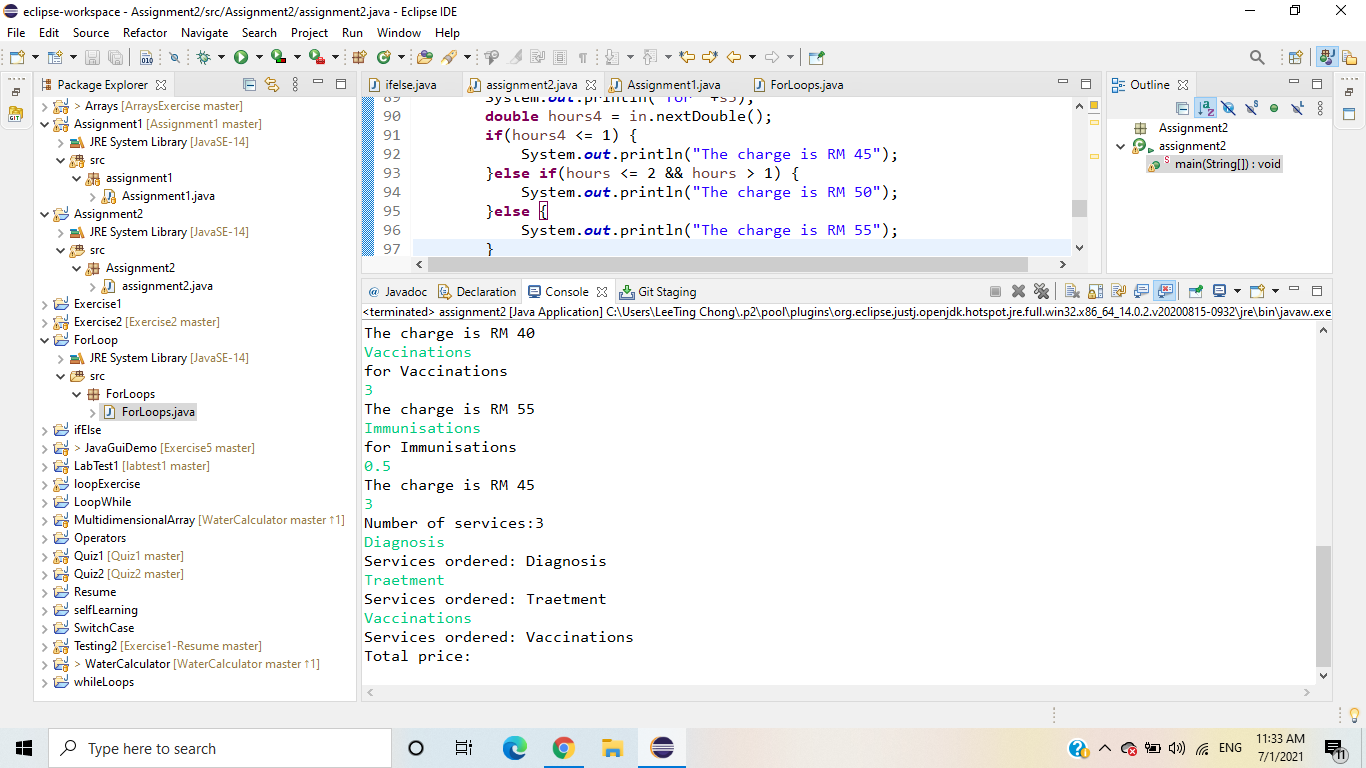 eclipse-workspace - Assignment2/src/Assignment2/assignment2.java - Eclipse IDE
File Edit Source Refactor Navigate Search Project Run Window Help
Package Explorer
> Arrays [ArraysExercise master]
Assignment1 [Assignment1 master]
JRE System Library [JavaSE-14]
src
assignment1
Assignment1.java
Assignment2
JRE System Library [JavaSE-14]
src
Assignment2
assignment2.java
Exercise1
Exercise2 [Exercise2 master]
ForLoop
JRE System Library [JavaSE-14]
src
ForLoops
ForLoops.java
ifElse
> JavaGuiDemo [Exercise5 master]
LabTest1 [labtest1 master]
loopExercise
LoopWhile
MultidimensionalArray [WaterCalculator master ↑1]
Operators
Quiz1 [Quiz1 master]
Quiz2 [Quiz2 master]
Resume
selfLearning
SwitchCase
Testing2 [Exercise1-Resume master]
> WaterCalculator [WaterCalculator master ↑1]
whileLoops
ifelse.java assignment2.java Assignment1.java ForLoops.java
89 System.out.println("for "+s5);
90 double hours4 = in.nextDouble();
91 if(hours4 <= 1) {
92 System.out.println("The charge is RM 45");
93 }else if(hours <= 2 && hours > 1) {
94 System.out.println("The charge is RM 50");
95 }else {
96 System.out.println("The charge is RM 55");
97 }
Outline
Assignment2
assignment2
main(String[]) : void
Javadoc Declaration Console Git Staging
<terminated> assignment2 [Java Application] C:\Users\LeeTing Chong\.p2\pool\plugins\org.eclipse.justj.openjdk.hotspot.jre.full.win32.x86_64_14.0.2.v20200815-0932\jre\bin\javaw.exe
The charge is RM 40
Vaccinations
for Vaccinations
3
The charge is RM 55
Immunisations
for Immunisations
0.5
The charge is RM 45
3
Number of services:3
Diagnosis
Services ordered: Diagnosis
Traetment
Services ordered: Traetment
Vaccinations
Services ordered: Vaccinations
Total price:
Type here to search
ENG
11:33 AM
7/1/2021
11